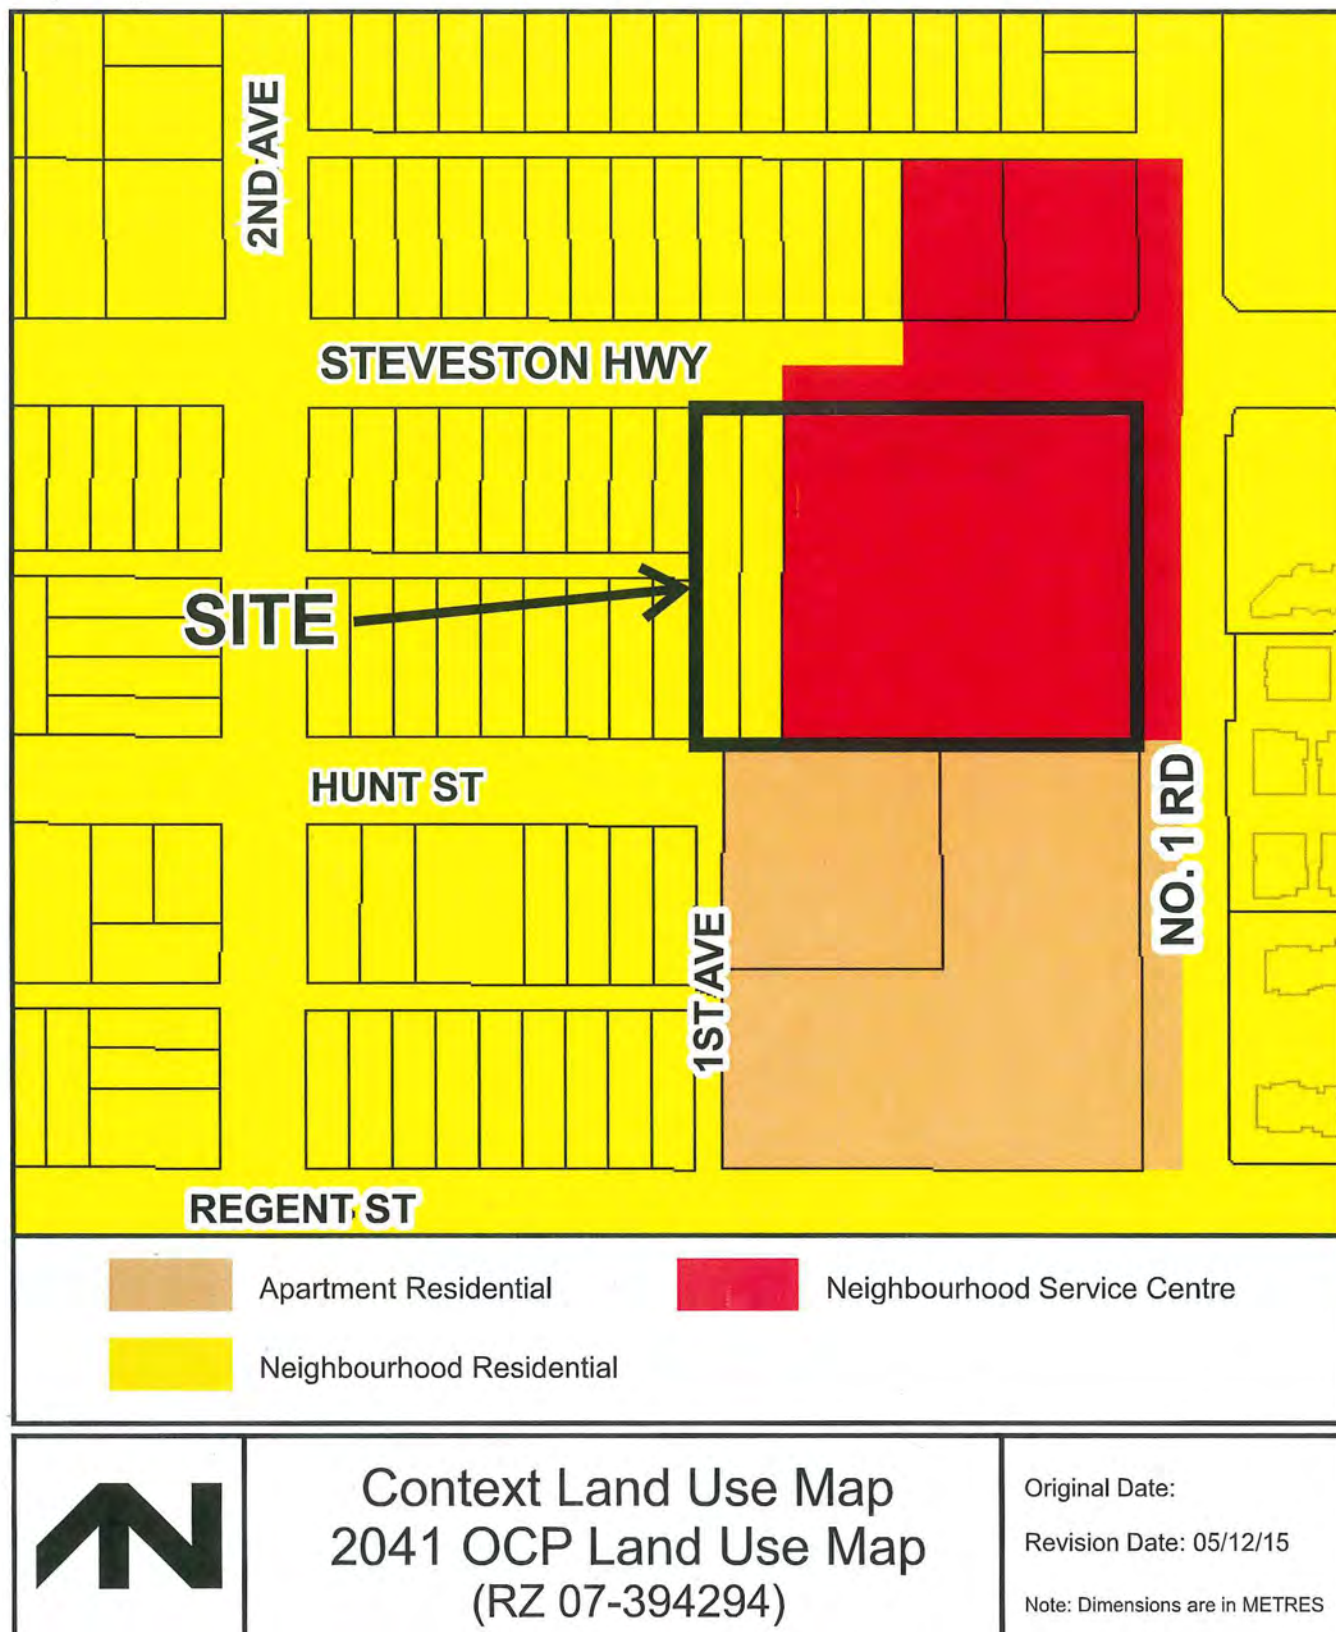 2ND AVE
STEVESTON HWY
SITE
HUNT ST
NO. 1 RD
1ST AVE
REGENT ST
Apartment Residential
Neighbourhood Service Centre
Neighbourhood Residential
N
Context Land Use Map
2041 OCP Land Use Map
(RZ 07-394294)
Original Date:
Revision Date: 05/12/15
Note: Dimensions are in METRES